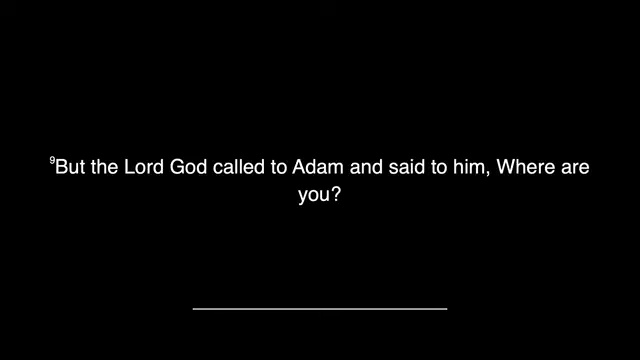 ⁹But the Lord God called to Adam and said to him, Where are
you?